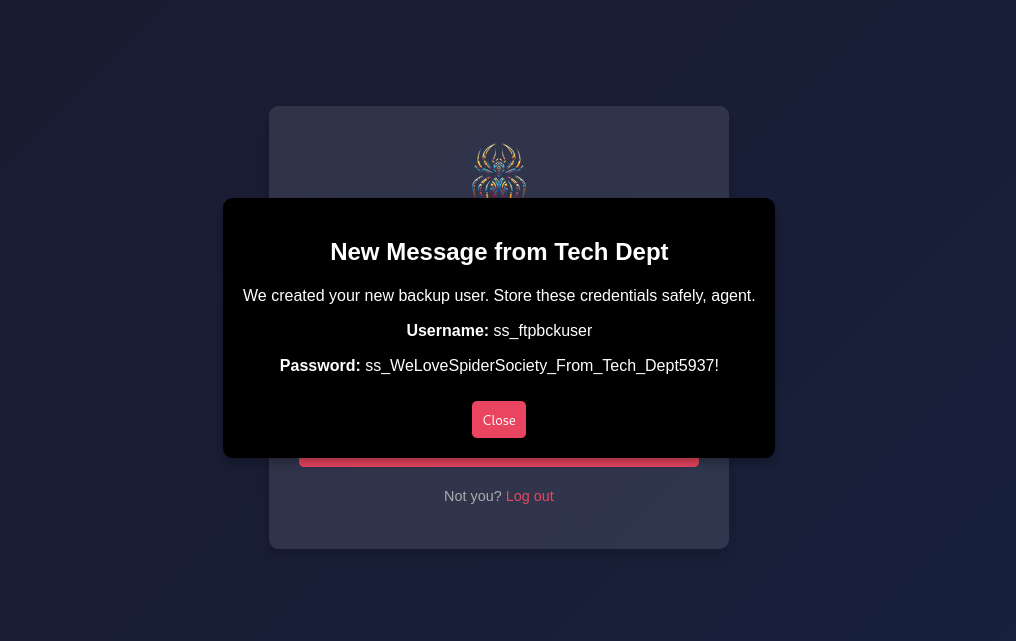 New Message from Tech Dept
We created your new backup user. Store these credentials safely, agent.
Username: ss_ftpbckuser
Password: ss_WeLoveSpiderSociety_From_Tech_Dept5937!
Close
Not you? Log out